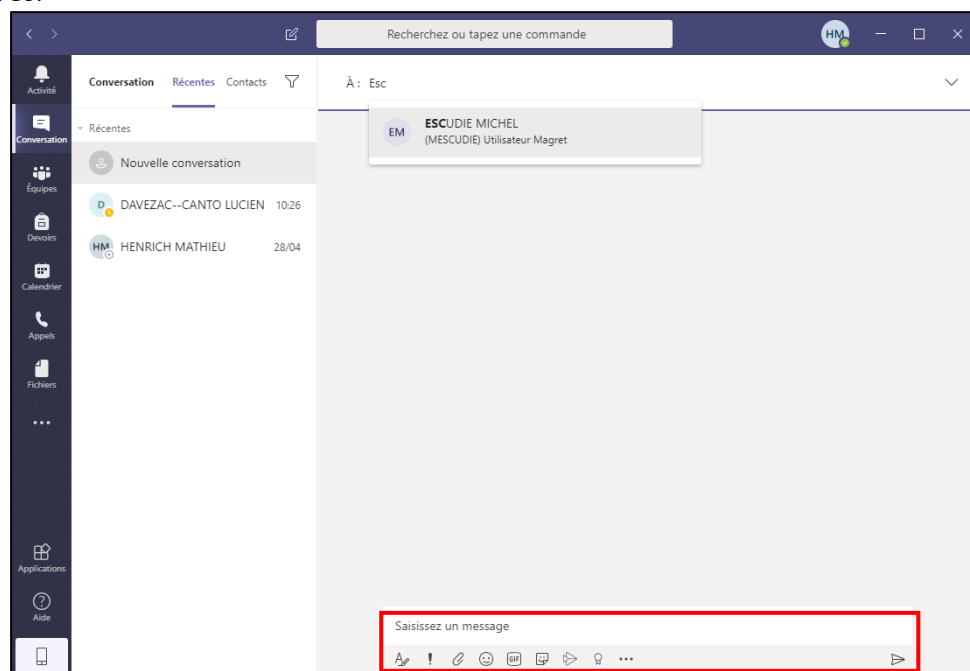 Recherchez ou tapez une commande
HM
Activité
Conversation
Équipes
Devoirs
Calendrier
Appels
Fichiers
Applications
Aide
Conversation Récentes Contacts
Récentes
Nouvelle conversation
D DAVEZAC--CANTO LUCIEN 10:26
HM HENRICH MATHIEU 28/04
À : Esc
EM ESCUDIE MICHEL
(MESCUDIE) Utilisateur Magret
Saisissez un message
GIF